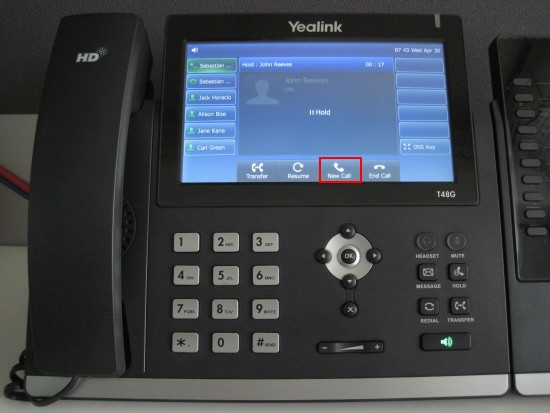 Yealink
HD
07 43 Wed Apr 30
Sebastian ...
Hold : John Reeves
00 : 17
Sebastian ...
John Reeves
Jack Horacio
Alison Boe
II Hold
Jane Kane
Carl Green
DSS Key
Transfer
Resume
New Call
End Call
T48G
1
2 ABC
3 DEF
4 GHI
5 JKL
6 MNO
7 PQRS
8 TUV
9 WXYZ
*.
0
# SEND
OK
X
− +
HEADSET
MUTE
MESSAGE
HOLD
REDIAL
TRANSFER